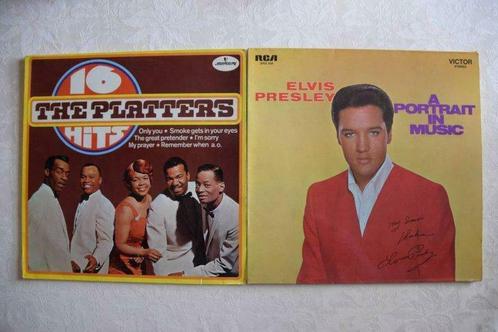 16
THE PLATTERS
HITS
Only you • Smoke gets in your eyes
The great pretender • I'm sorry
My prayer • Remember when a.o.
RCA
VICTOR
STEREO
ELVIS
PRESLEY
A
PORTRAIT
IN
MUSIC